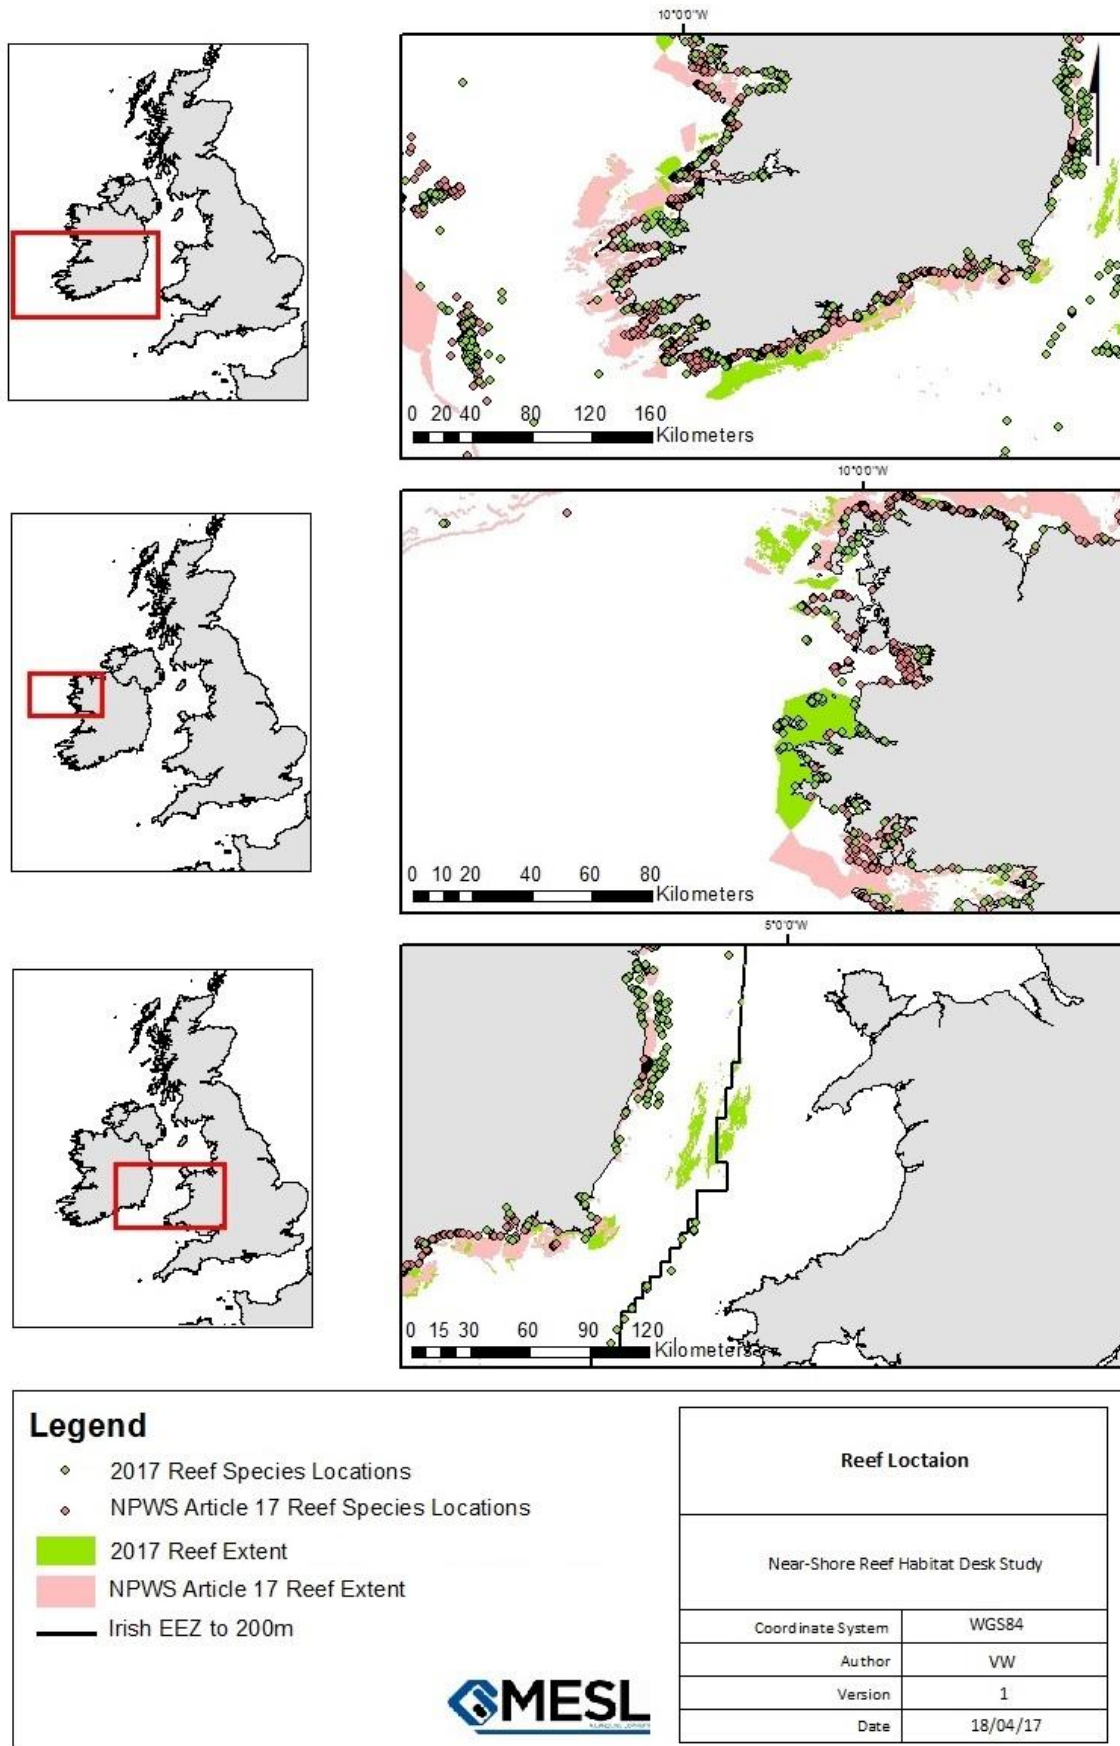 10°0'0"W
0 20 40 80 120 160
Kilometers
10°0'0"W
0 10 20 40 60 80
Kilometers
5°0'0"W
0 15 30 60 90 120
Kilometers
Legend
2017 Reef Species Locations
NPWS Article 17 Reef Species Locations
2017 Reef Extent
NPWS Article 17 Reef Extent
Irish EEZ to 200m
MESL
Reef Loctaion
Near-Shore Reef Habitat Desk Study
Coordinate System WGS84
Author VW
Version 1
Date 18/04/17